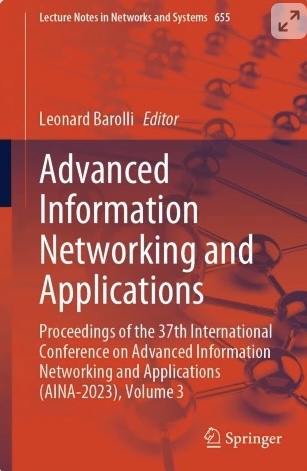 Lecture Notes in Networks and Systems 655
Leonard Barolli Editor
Advanced
Information
Networking and
Applications
Proceedings of the 37th International
Conference on Advanced Information
Networking and Applications
(AINA-2023), Volume 3
Springer